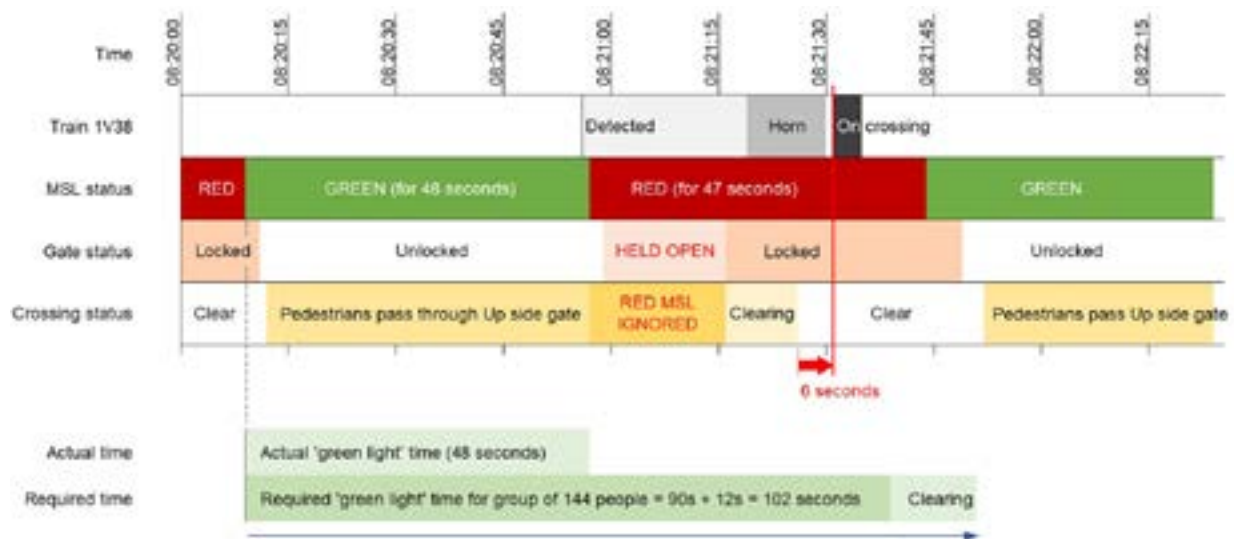 Time
08:20:00
08:20:15
08:20:30
08:20:45
08:21:00
08:21:15
08:21:30
08:21:45
08:22:00
08:22:15
Train 1V38
Detected
Horn
On crossing
MSL status
RED
GREEN (for 48 seconds)
RED (for 47 seconds)
GREEN
Gate status
Locked
Unlocked
HELD OPEN
Locked
Unlocked
Crossing status
Clear
Pedestrians pass through Up side gate
RED MSL
IGNORED
Clearing
Clear
Pedestrians pass Up side gate
6 seconds
Actual time
Actual 'green light' time (48 seconds)
Required time
Required 'green light' time for group of 144 people = 90s + 12s = 102 seconds
Clearing